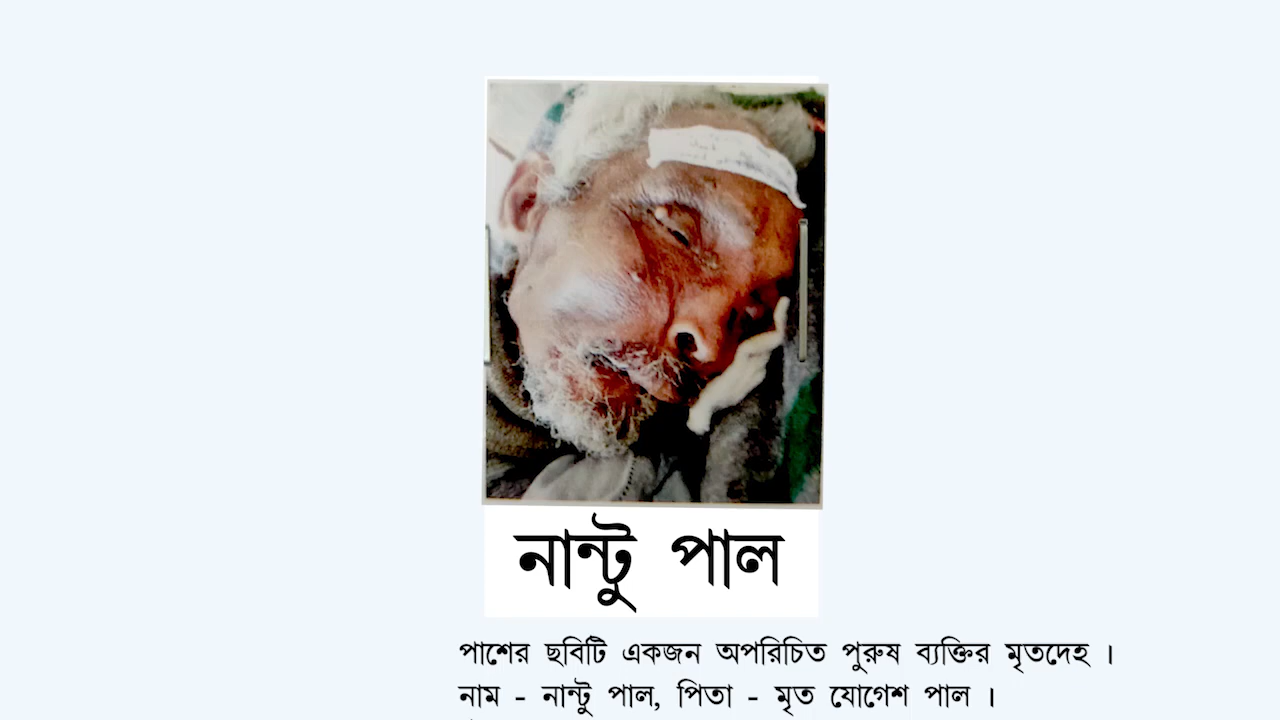 নান্টু পাল
পাশের ছবিটি একজন অপরিচিত পুরুষ ব্যক্তির মৃতদেহ ।
নাম - নান্টু পাল, পিতা - মৃত যোগেশ পাল ।